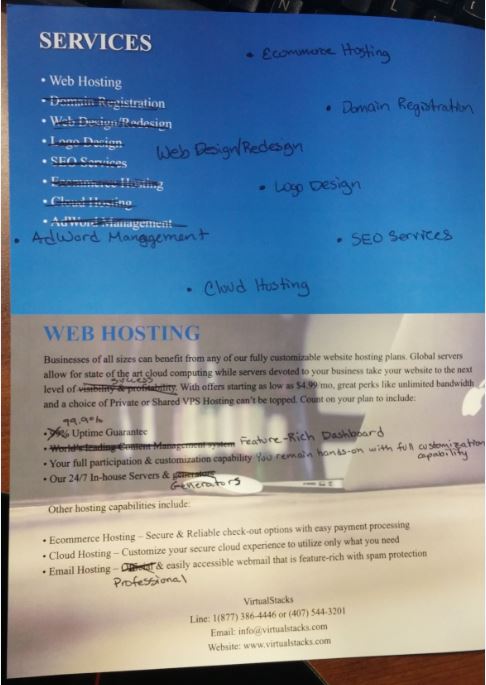 SERVICES
• Ecommorse Hosting
• Web Hosting
• Domain Registration
• Domain Registration
• Web Design/Redesign
• Logo Design
Web Design/Redesign
• SEO Services
• Ecommerce Hosting
• Logo Design
• Cloud Hosting
• AdWord Management
• AdWord Management
• SEO Services
• Cloud Hosting
WEB HOSTING
Businesses of all sizes can benefit from any of our fully customizable website hosting plans. Global servers
allow for state of the art cloud computing while servers devoted to your business take your website to the next
success
level of visibility & profitability. With offers starting as low as $4.99 mo, great perks like unlimited bandwidth
and a choice of Private or Shared VPS Hosting can't be topped. Count on your plan to include:
99.90%
• Uptime Guarantee
• World's leading Content Management system Feature-Rich Dashboard
• Your full participation & customization capability You remain hands-on with full customization
capability
• Our 24/7 In-house Servers & generators
Generators
Other hosting capabilities include:
• Ecommerce Hosting – Secure & Reliable check-out options with easy payment processing
• Cloud Hosting – Customize your secure cloud experience to utilize only what you need
• Email Hosting – & easily accessible webmail that is feature-rich with spam protection
Professional
VirtualStacks
Line: 1(877) 386-4446 or (407) 544-3201
Email: info@virtualstacks.com
Website: www.virtualstacks.com